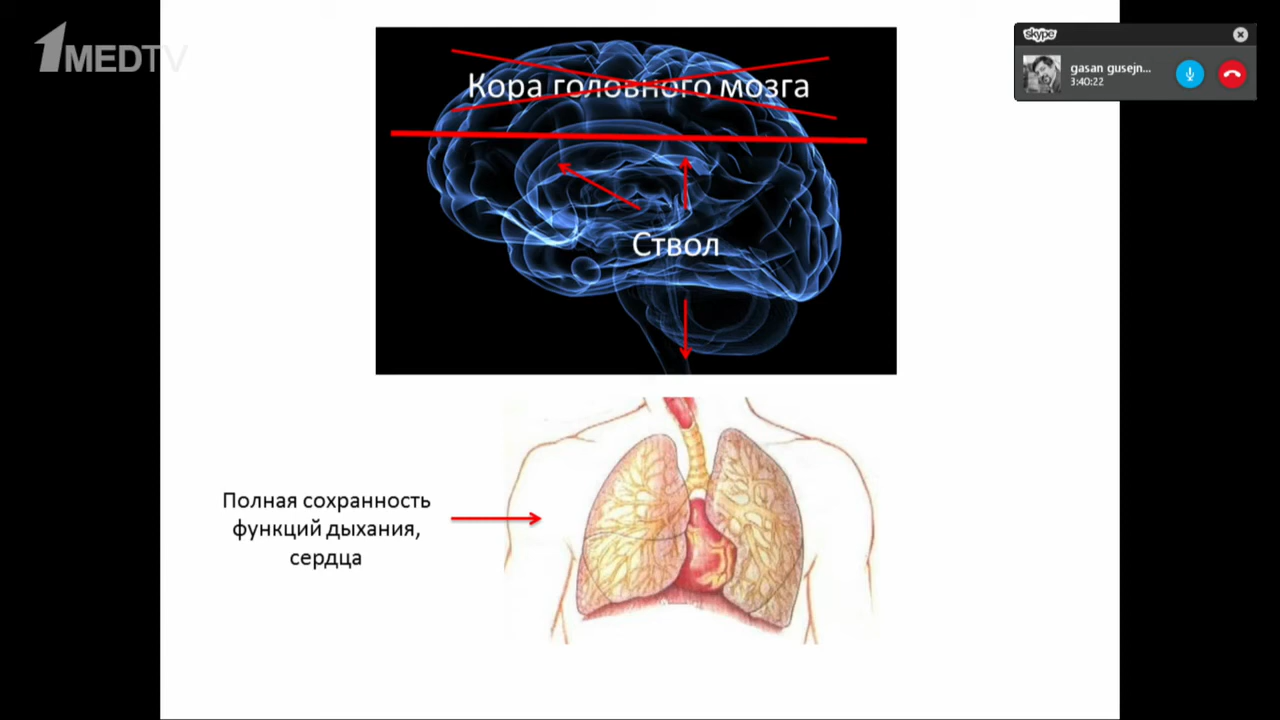 1MEDTV
Кора головного мозга
Ствол
Полная сохранность
функций дыхания,
сердца
skype
gasan gusejn...
3:40:22